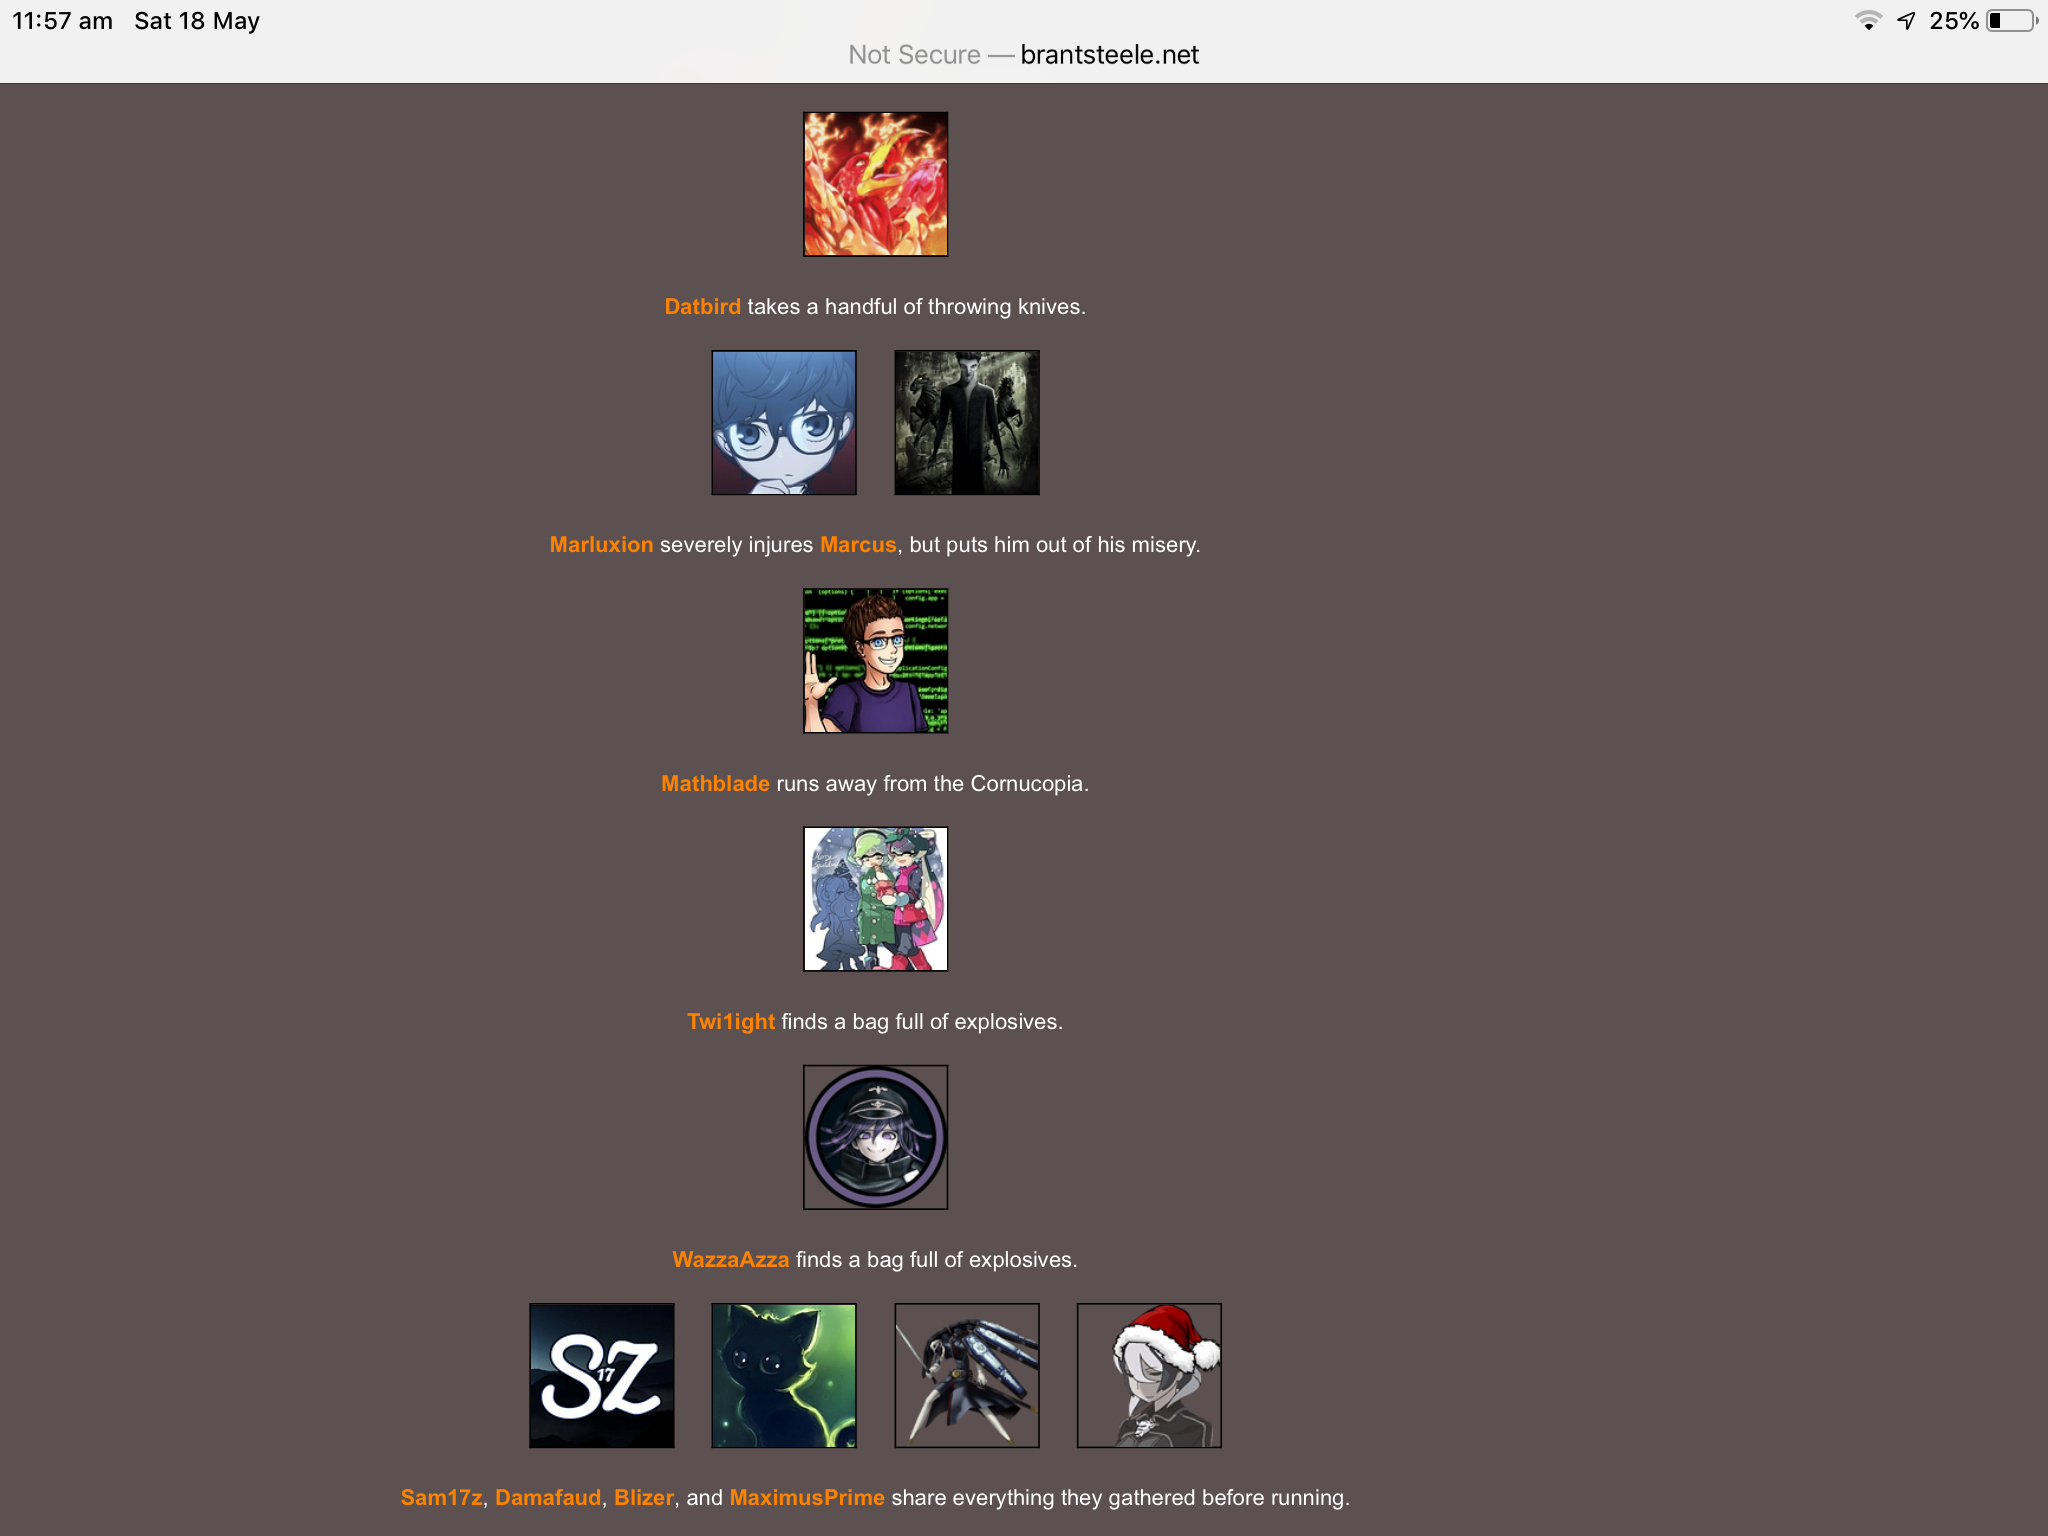 11:57 am Sat 18 May
25%
Not Secure — brantsteele.net
Datbird takes a handful of throwing knives.
Marluxion severely injures Marcus, but puts him out of his misery.
Mathblade runs away from the Cornucopia.
Twi1ight finds a bag full of explosives.
WazzaAzza finds a bag full of explosives.
SZ
17
Sam17z, Damafaud, Blizer, and MaximusPrime share everything they gathered before running.